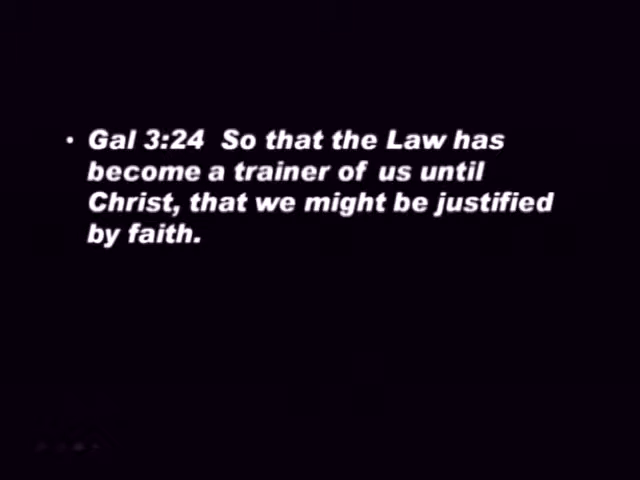 • Gal 3:24 So that the Law has
become a trainer of us until
Christ, that we might be justified
by faith.